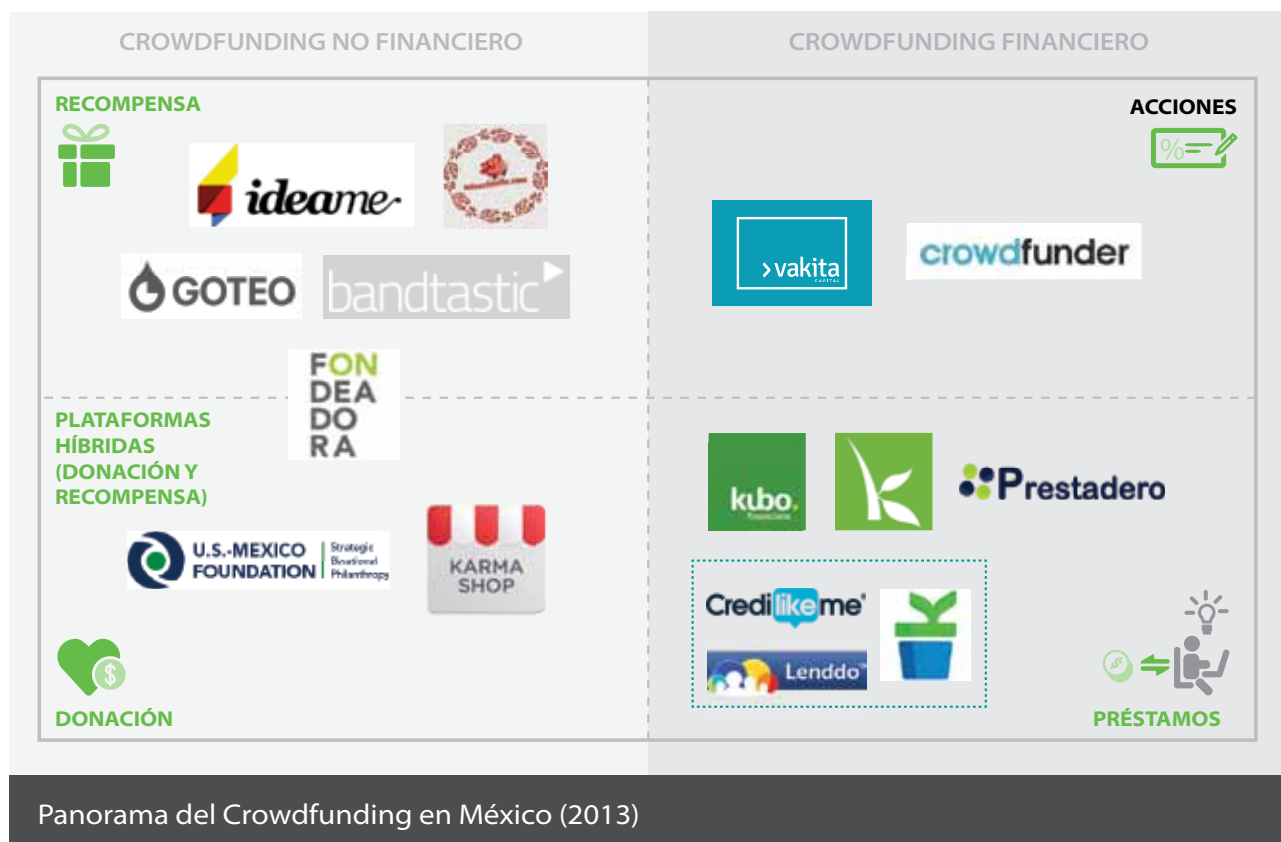 CROWDFUNDING NO FINANCIERO
CROWDFUNDING FINANCIERO
RECOMPENSA
ideame
GOTEO
bandtastic
FON
DEA
DO
RA
ACCIONES
%
vakita
CAPITAL
crowdfunder
PLATAFORMAS
HÍBRIDAS
(DONACIÓN Y
RECOMPENSA)
U.S.-MEXICO
FOUNDATION
Strategic
Binational
Philanthropy
KARMA
SHOP
$
DONACIÓN
kubo.
financiero
Prestadero
Credilikeme
Lenddo
PRÉSTAMOS
Panorama del Crowdfunding en México (2013)